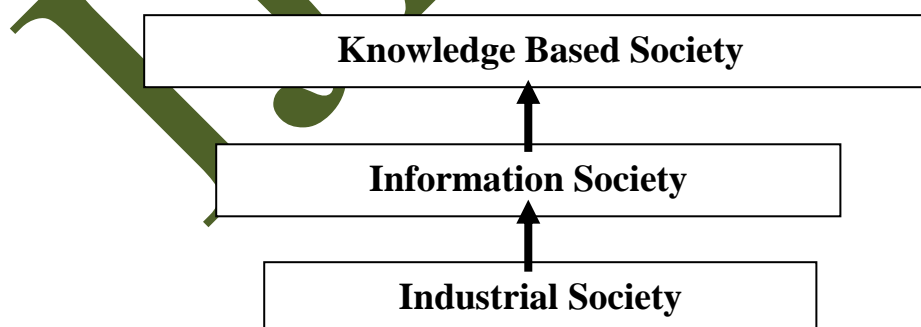 Knowledge Based Society
Information Society
Industrial Society